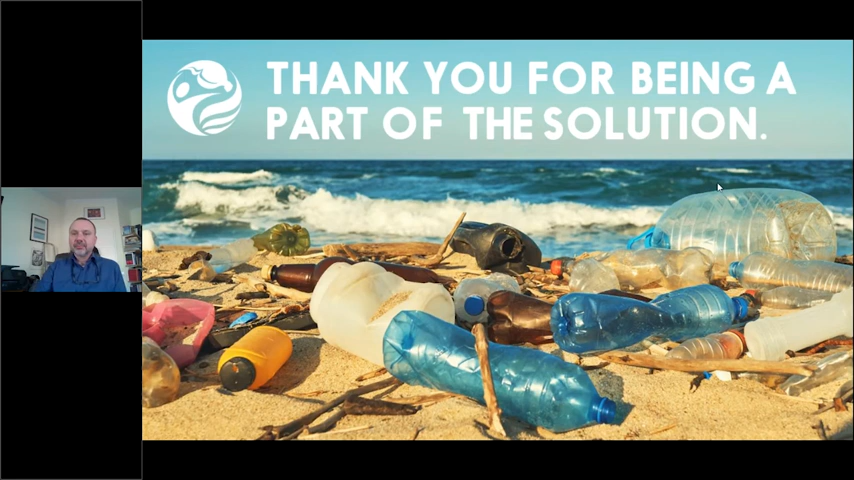 THANK YOU FOR BEING A
PART OF THE SOLUTION.